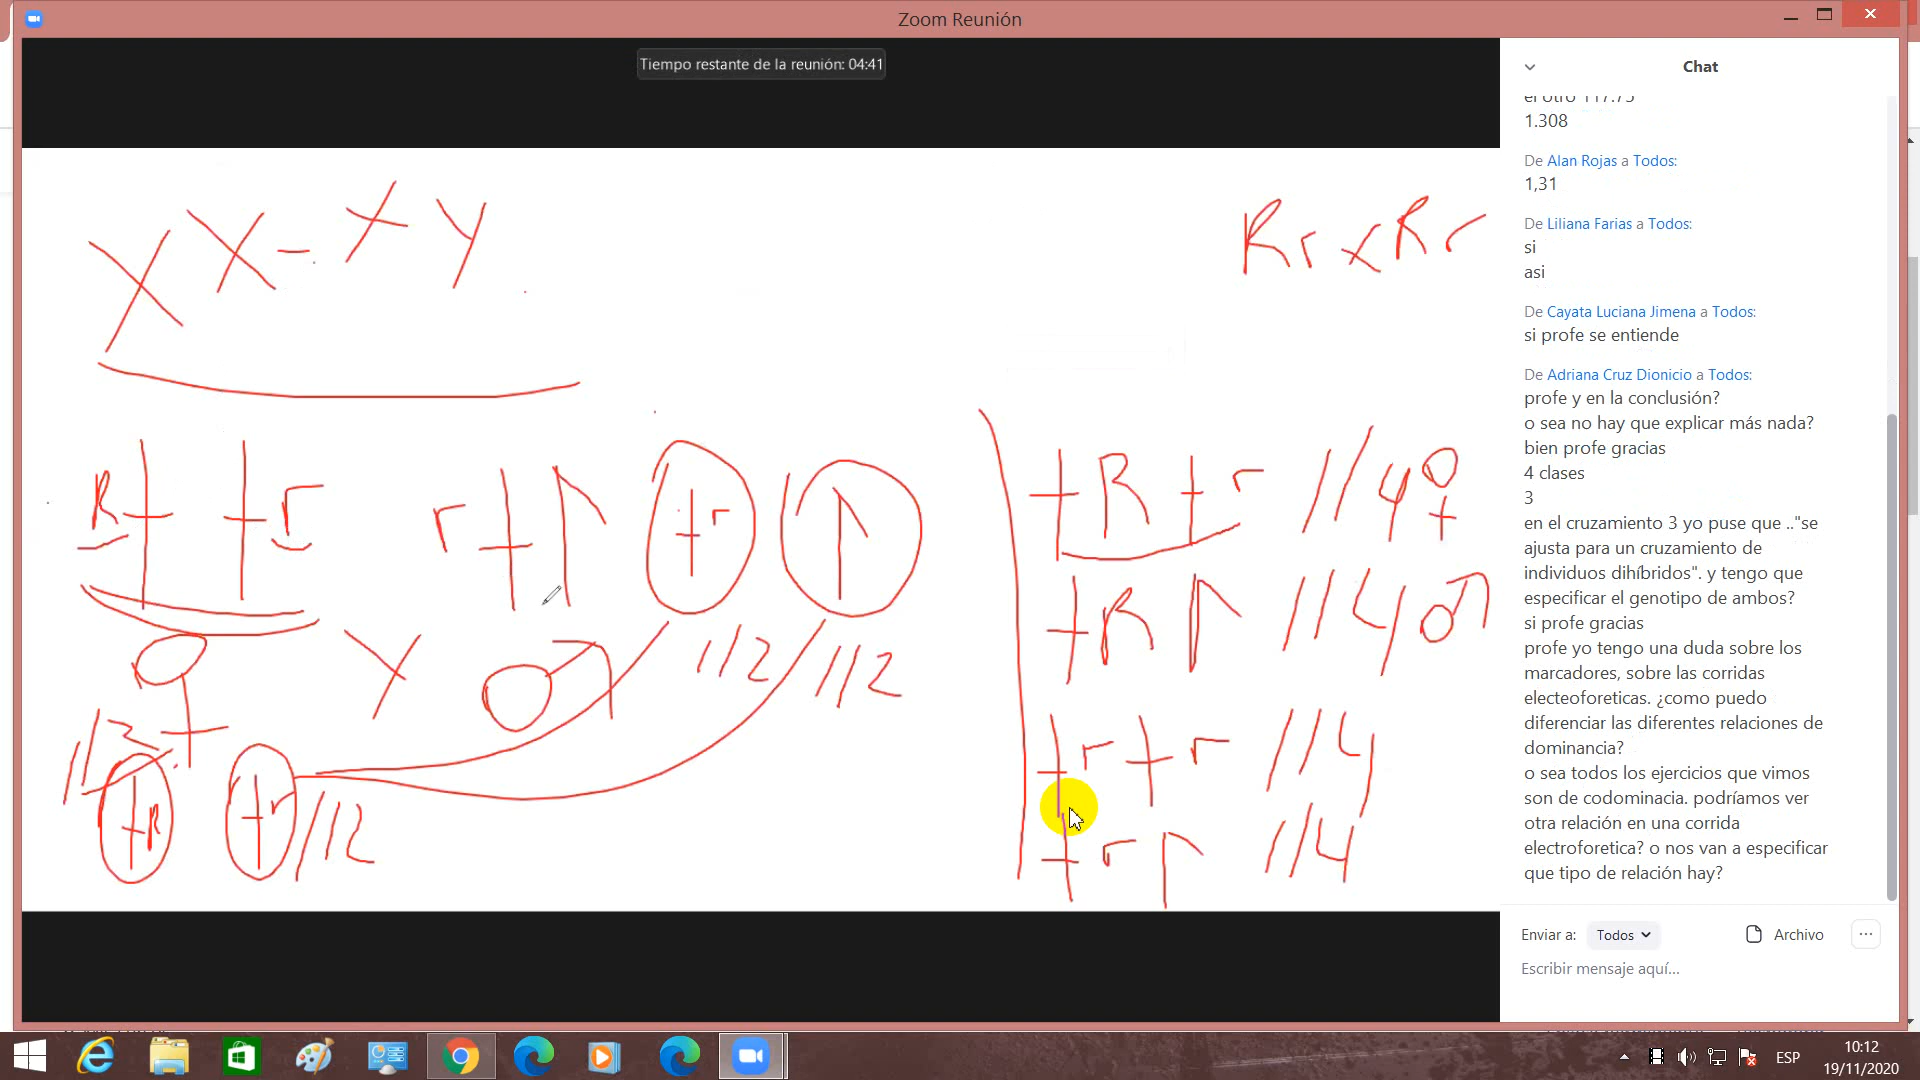 Zoom Reunión
Tiempo restante de la reunión: 04:41
X X - X Y
Rr x Rr
R r
r
r
+ R + r 1/4 ♀
+ R 1/4 ♂
+ r + r 1/4
+ r 1/4
1/2 1/2
Y
1/2
R
r 1/2
Chat
1.308
De Alan Rojas a Todos:
1,31
De Liliana Farias a Todos:
si
asi
De Cayata Luciana Jimena a Todos:
si profe se entiende
De Adriana Cruz Dionicio a Todos:
profe y en la conclusión?
o sea no hay que explicar más nada?
bien profe gracias
4 clases
3
en el cruzamiento 3 yo puse que .."se
ajusta para un cruzamiento de
individuos dihíbridos". y tengo que
especificar el genotipo de ambos?
si profe gracias
profe yo tengo una duda sobre los
marcadores, sobre las corridas
electeoforeticas. ¿como puedo
diferenciar las diferentes relaciones de
dominancia?
o sea todos los ejercicios que vimos
son de codominacia. podríamos ver
otra relación en una corrida
electroforetica? o nos van a especificar
que tipo de relación hay?
Enviar a: Todos Archivo
Escribir mensaje aquí...
ESP
10:12
19/11/2020